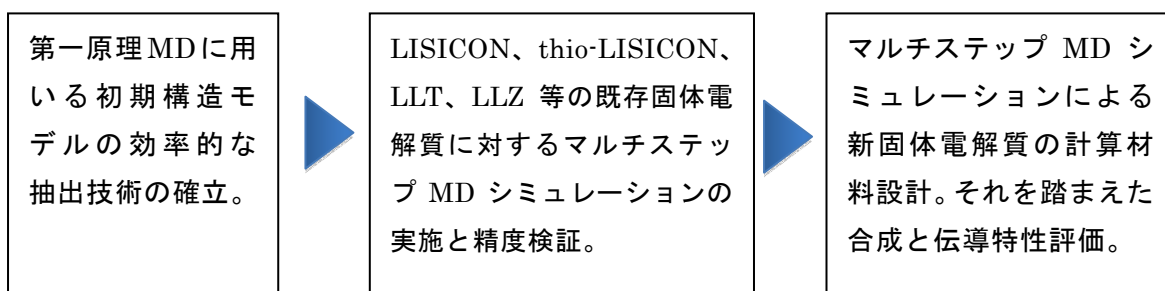 第一原理MDに用
いる初期構造モ
デルの効率的な
抽出技術の確立。
LISICON、thio-LISICON、
LLT、LLZ 等の既存固体電
解質に対するマルチステッ
プ MD シミュレーションの
実施と精度検証。
マルチステップ MD シ
ミュレーションによる
新固体電解質の計算材
料設計。それを踏まえた
合成と伝導特性評価。